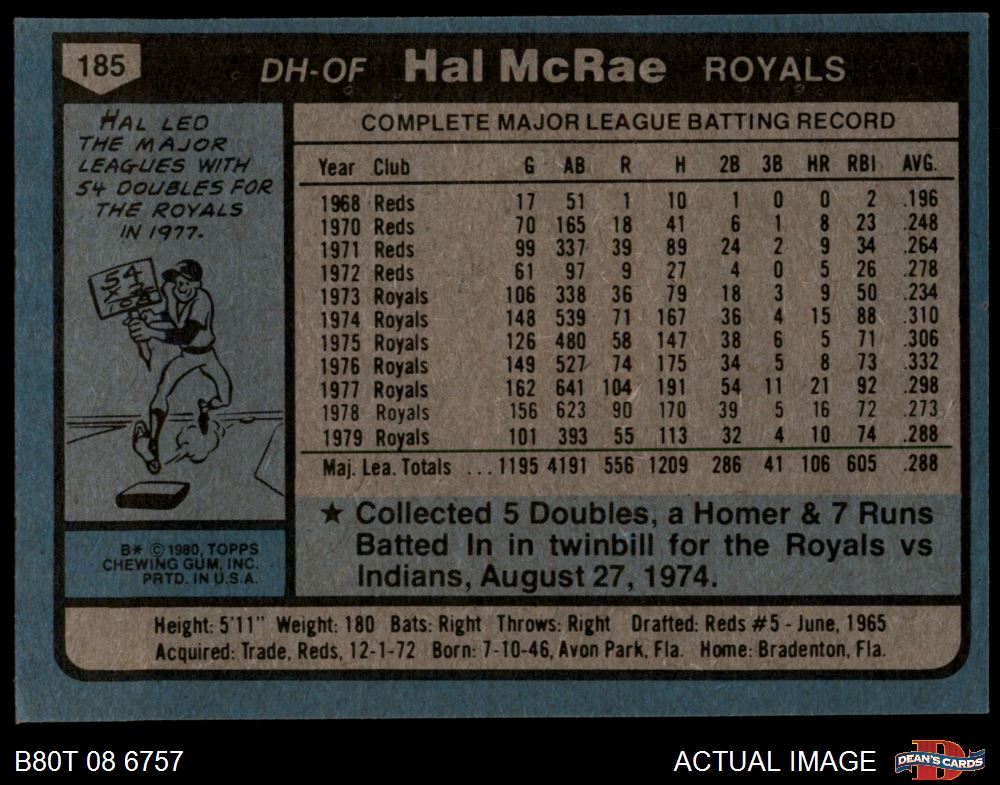 185
DH-OF Hal McRae ROYALS
HAL LED
THE MAJOR
LEAGUES WITH
54 DOUBLES FOR
THE ROYALS
IN 1977.
54
COMPLETE MAJOR LEAGUE BATTING RECORD
Year Club G AB R H 2B 3B HR RBI AVG.
1968 Reds 17 51 1 10 1 0 0 2 .196
1970 Reds 70 165 18 41 6 1 8 23 .248
1971 Reds 99 337 39 89 24 2 9 34 .264
1972 Reds 61 97 9 27 4 0 5 26 .278
1973 Royals 106 338 36 79 18 3 9 50 .234
1974 Royals 148 539 71 167 36 4 15 88 .310
1975 Royals 126 480 58 147 38 6 5 71 .306
1976 Royals 149 527 74 175 34 5 8 73 .332
1977 Royals 162 641 104 191 54 11 21 92 .298
1978 Royals 156 623 90 170 39 5 16 72 .273
1979 Royals 101 393 55 113 32 4 10 74 .288
Maj. Lea. Totals ... 1195 4191 556 1209 286 41 106 605 .288
★ Collected 5 Doubles, a Homer & 7 Runs
Batted In in twinbill for the Royals vs
Indians, August 27, 1974.
B* © 1980, TOPPS
CHEWING GUM, INC.
PRTD. IN U.S.A.
Height: 5'11" Weight: 180 Bats: Right Throws: Right Drafted: Reds #5 - June, 1965
Acquired: Trade, Reds, 12-1-72 Born: 7-10-46, Avon Park, Fla. Home: Bradenton, Fla.
B80T 08 6757
ACTUAL IMAGE
DEAN'S CARDS